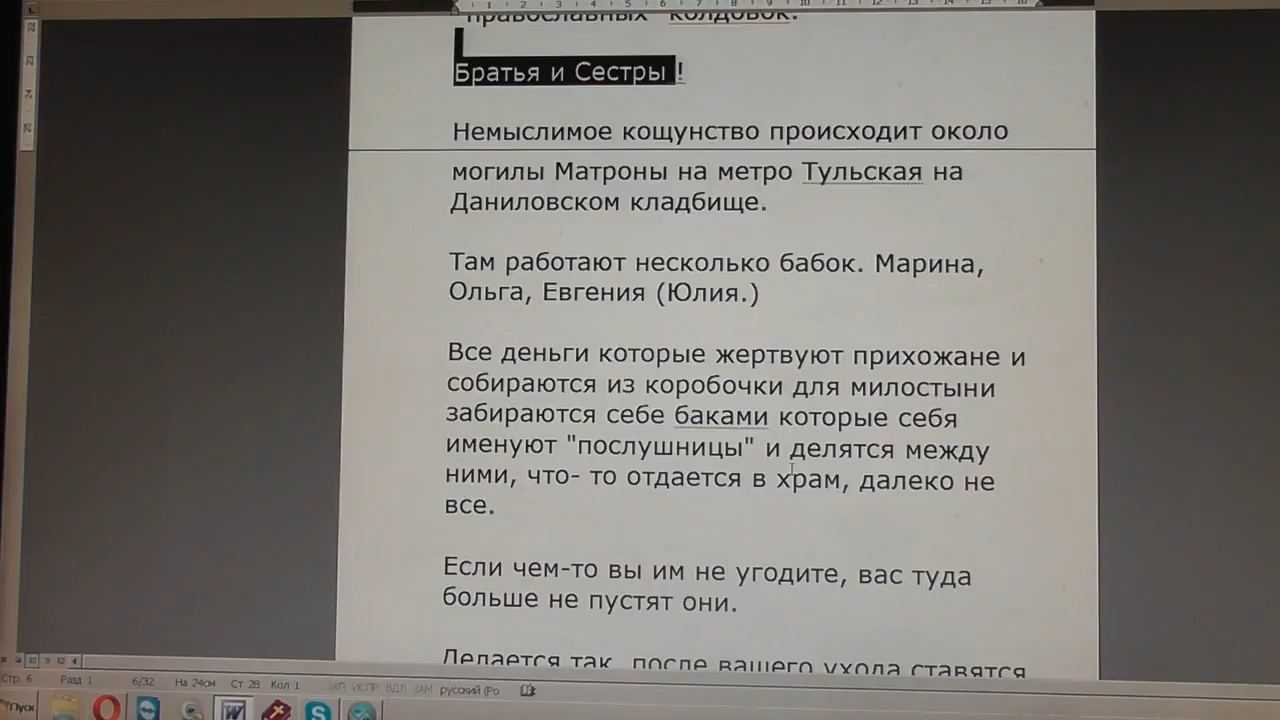 православных "колдовок.
Братья и Сестры !
Немыслимое кощунство происходит около
могилы Матроны на метро Тульская на
Даниловском кладбище.
Там работают несколько бабок. Марина,
Ольга, Евгения (Юлия.)
Все деньги которые жертвуют прихожане и
собираются из коробочки для милостыни
забираются себе баками которые себя
именуют "послушницы" и делятся между
ними, что- то отдается в храм, далеко не
все.
Если чем-то вы им не угодите, вас туда
больше не пустят они.
Делается так, после вашего ухода ставятся
Стр. 6 Разд 1 6/32 На 24см Ст 28 Кол 1 ЗАП ИСПР ВДЛ ЗАМ русский (Ро
Пуск